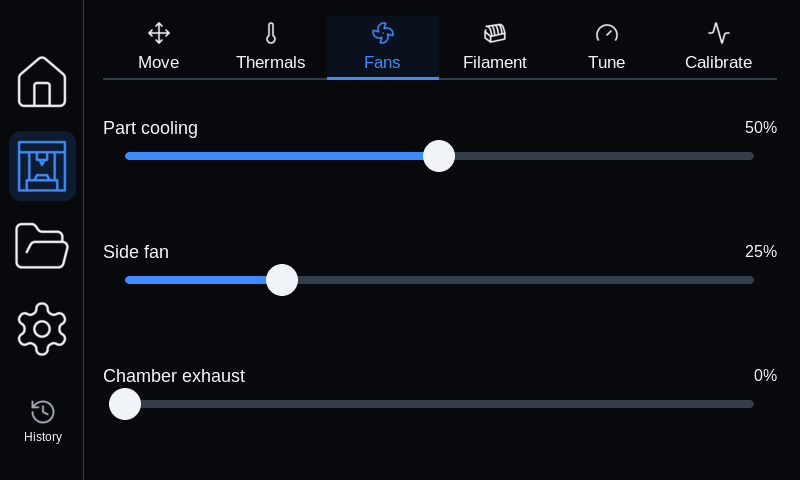 Move
Thermals
Fans
Filament
Tune
Calibrate
Part cooling
50%
Side fan
25%
Chamber exhaust
0%
History